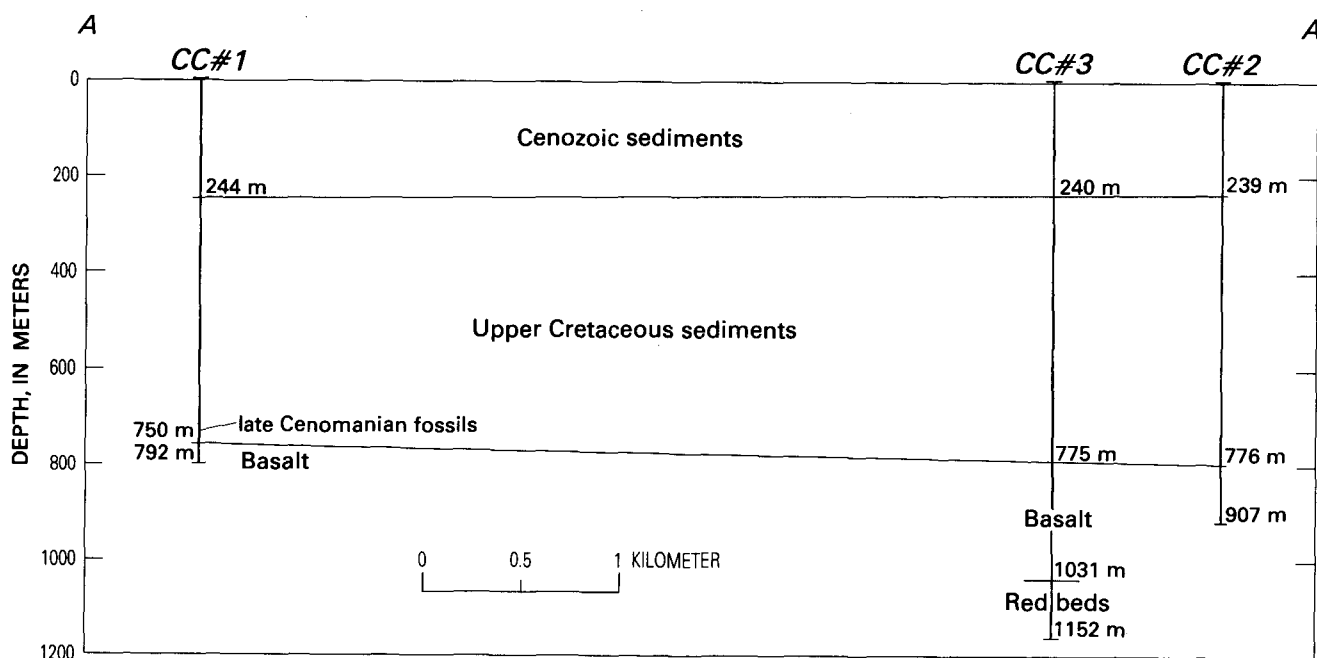 A
A
CC#1
CC#3
CC#2
0
Cenozoic sediments
200
244 m
240 m
239 m
400
DEPTH, IN METERS
Upper Cretaceous sediments
600
750 m
late Cenomanian fossils
792 m
Basalt
775 m
776 m
800
Basalt
907 m
1000
0
0.5
1 KILOMETER
1031 m
Red beds
1152 m
1200